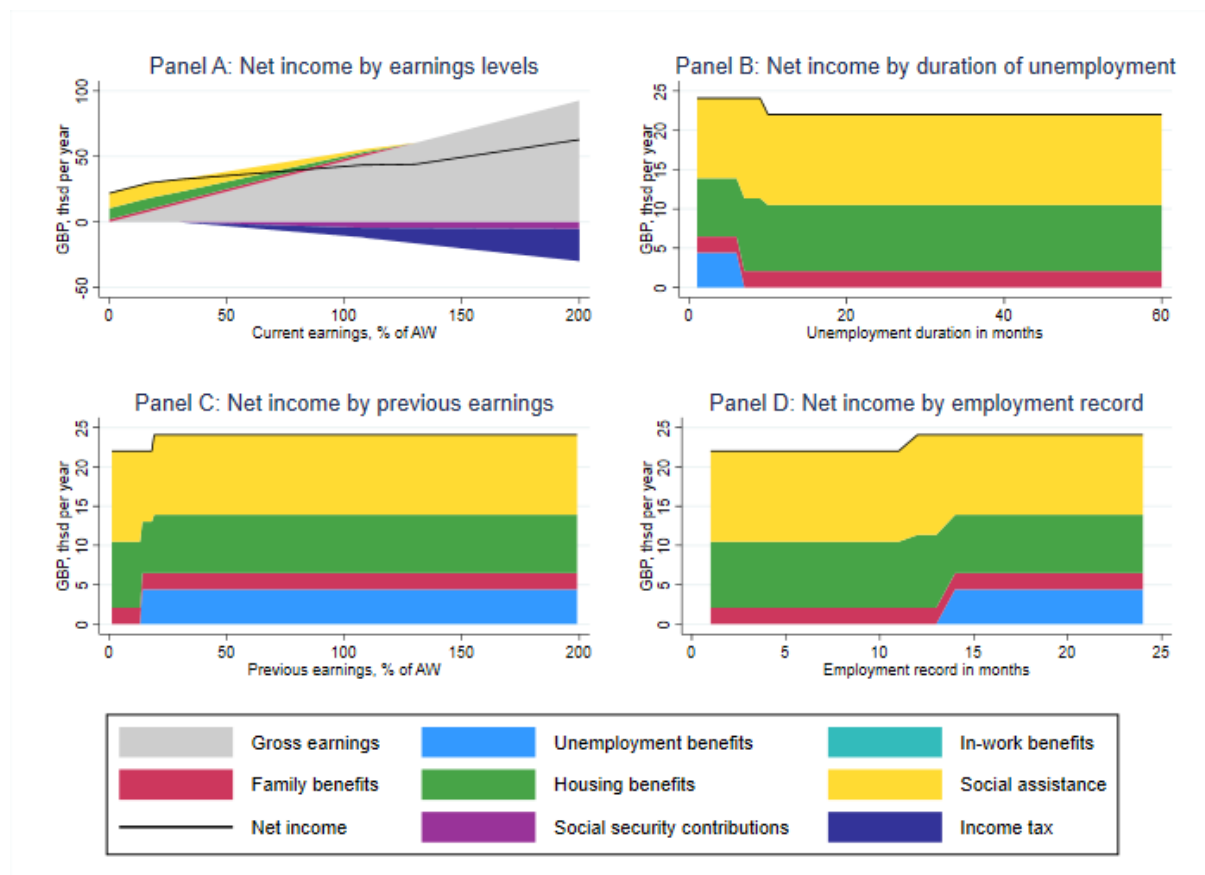 Panel A: Net income by earnings levels
GBP, thsd per year
100
50
0
-50
0 50 100 150 200
Current earnings, % of AW
Panel B: Net income by duration of unemployment
GBP, thsd per year
25
20
15
10
5
0
0 20 40 60
Unemployment duration in months
Panel C: Net income by previous earnings
GBP, thsd per year
25
20
15
10
5
0
0 50 100 150 200
Previous earnings, % of AW
Panel D: Net income by employment record
GBP, thsd per year
25
20
15
10
5
0
0 5 10 15 20 25
Employment record in months
Gross earnings Unemployment benefits In-work benefits
Family benefits Housing benefits Social assistance
Net income Social security contributions Income tax